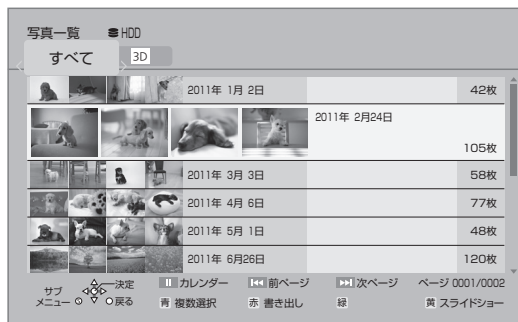 写真一覧 HDD
すべて 3D
2011年 1月 2日 42枚
2011年 2月24日
105枚
2011年 3月 3日 58枚
2011年 4月 6日 77枚
2011年 5月 1日 48枚
2011年 6月26日 120枚
サブメニュー S 決定 戻る
カレンダー 前ページ 次ページ ページ 0001/0002
青 複数選択 赤 書き出し 緑 黄 スライドショー